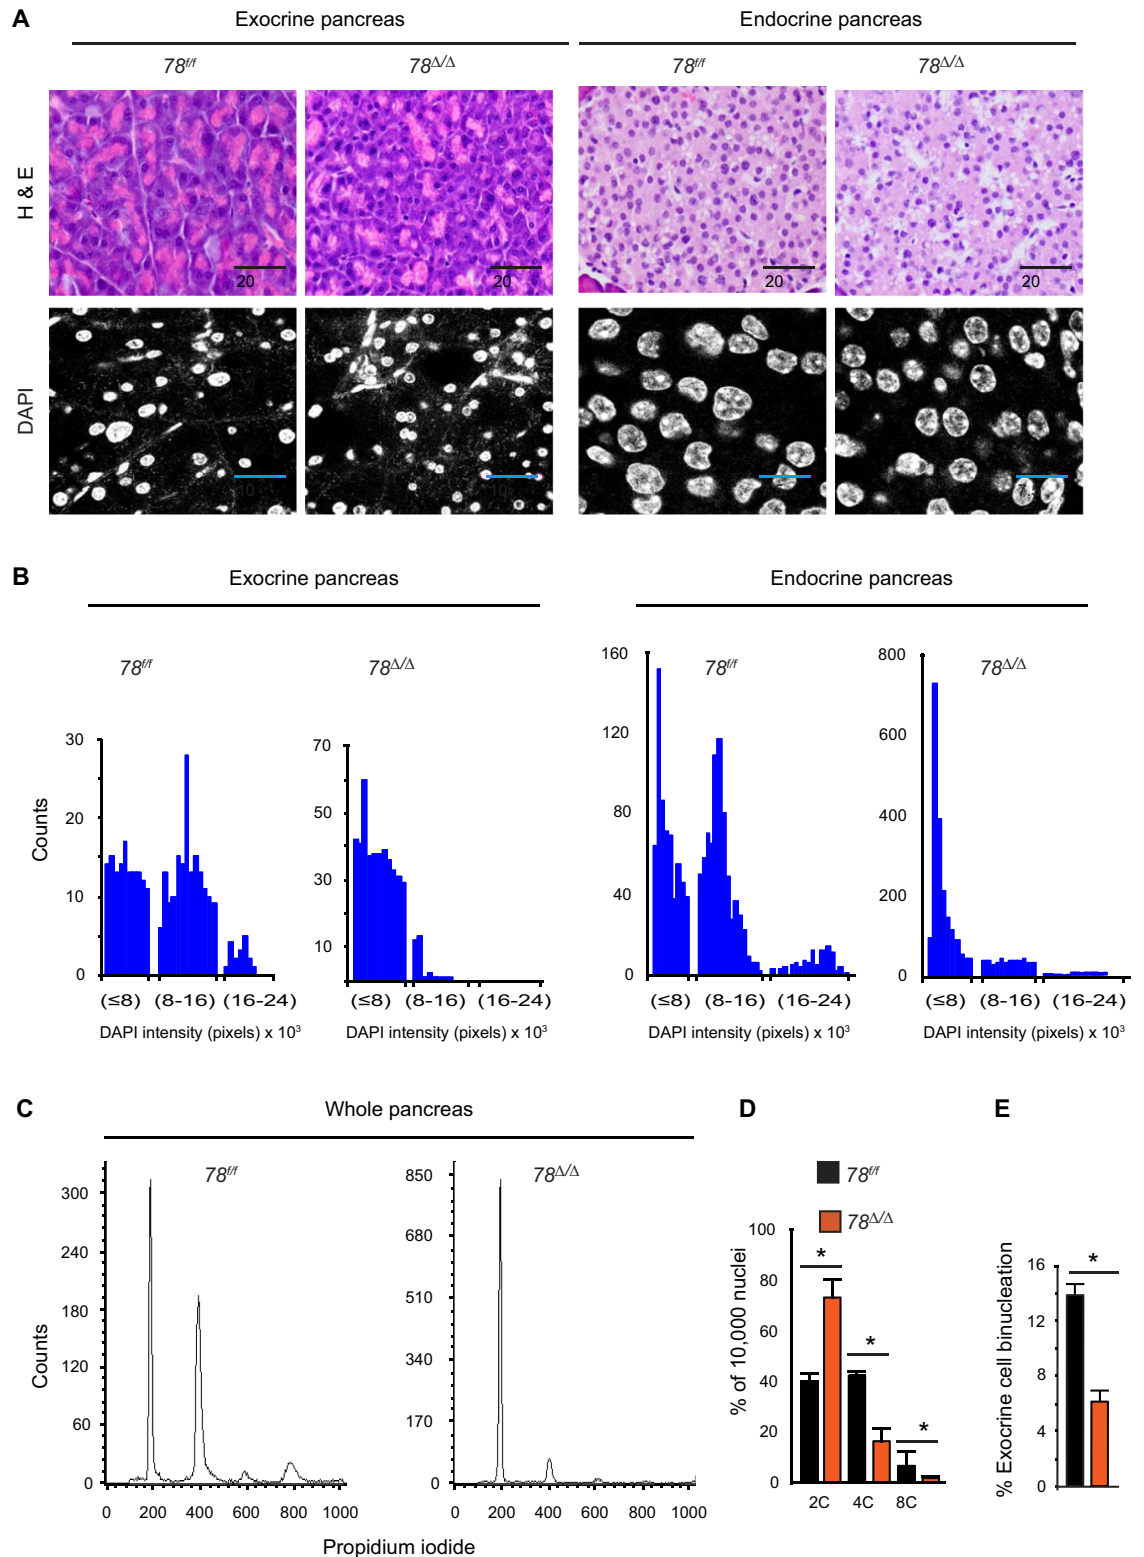 A
Exocrine pancreas
Endocrine pancreas
78f/f
78Δ/Δ
78f/f
78Δ/Δ
H & E
20
20
20
20
DAPI
10
B
Exocrine pancreas
Endocrine pancreas
78f/f
78Δ/Δ
78f/f
78Δ/Δ
Counts
30
20
10
0
70
50
30
10
160
120
80
40
0
800
600
400
200
0
(≤8) (8-16) (16-24)
(≤8) (8-16) (16-24)
(≤8) (8-16) (16-24)
(≤8) (8-16) (16-24)
DAPI intensity (pixels) x 10³
DAPI intensity (pixels) x 10³
DAPI intensity (pixels) x 10³
DAPI intensity (pixels) x 10³
C
Whole pancreas
78f/f
78Δ/Δ
Counts
300
240
180
120
60
0
850
680
510
340
170
0
0 200 400 600 800 1000
0 200 400 600 800 1000
Propidium iodide
D
78f/f
78Δ/Δ
% of 10,000 nuclei
100
80
60
40
20
0
*
*
*
2C 4C 8C
E
% Exocrine cell binucleation
16
14
8
4
0
*